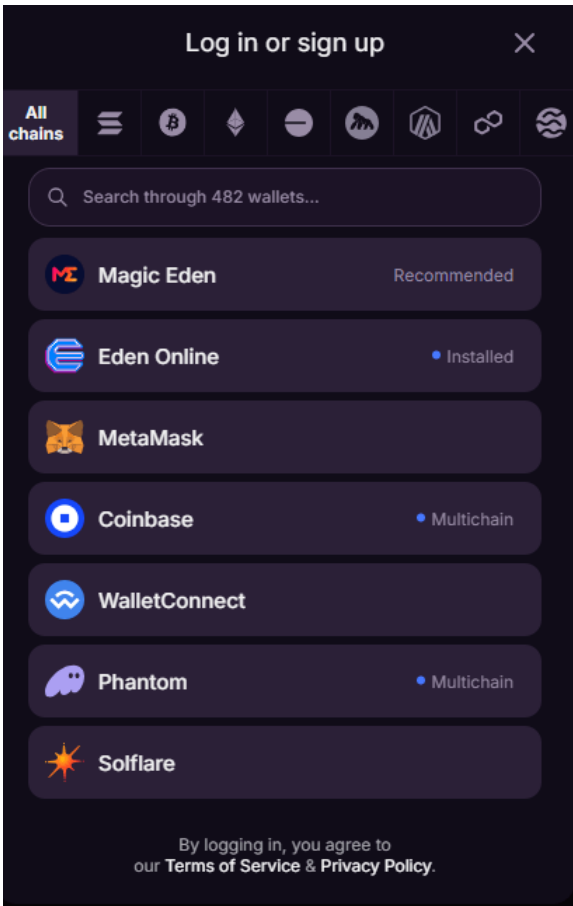 Log in or sign up
All
chains
Search through 482 wallets...
ME
Magic Eden
Recommended
Eden Online
Installed
MetaMask
Coinbase
Multichain
WalletConnect
Phantom
Multichain
Solflare
By logging in, you agree to
our Terms of Service & Privacy Policy.